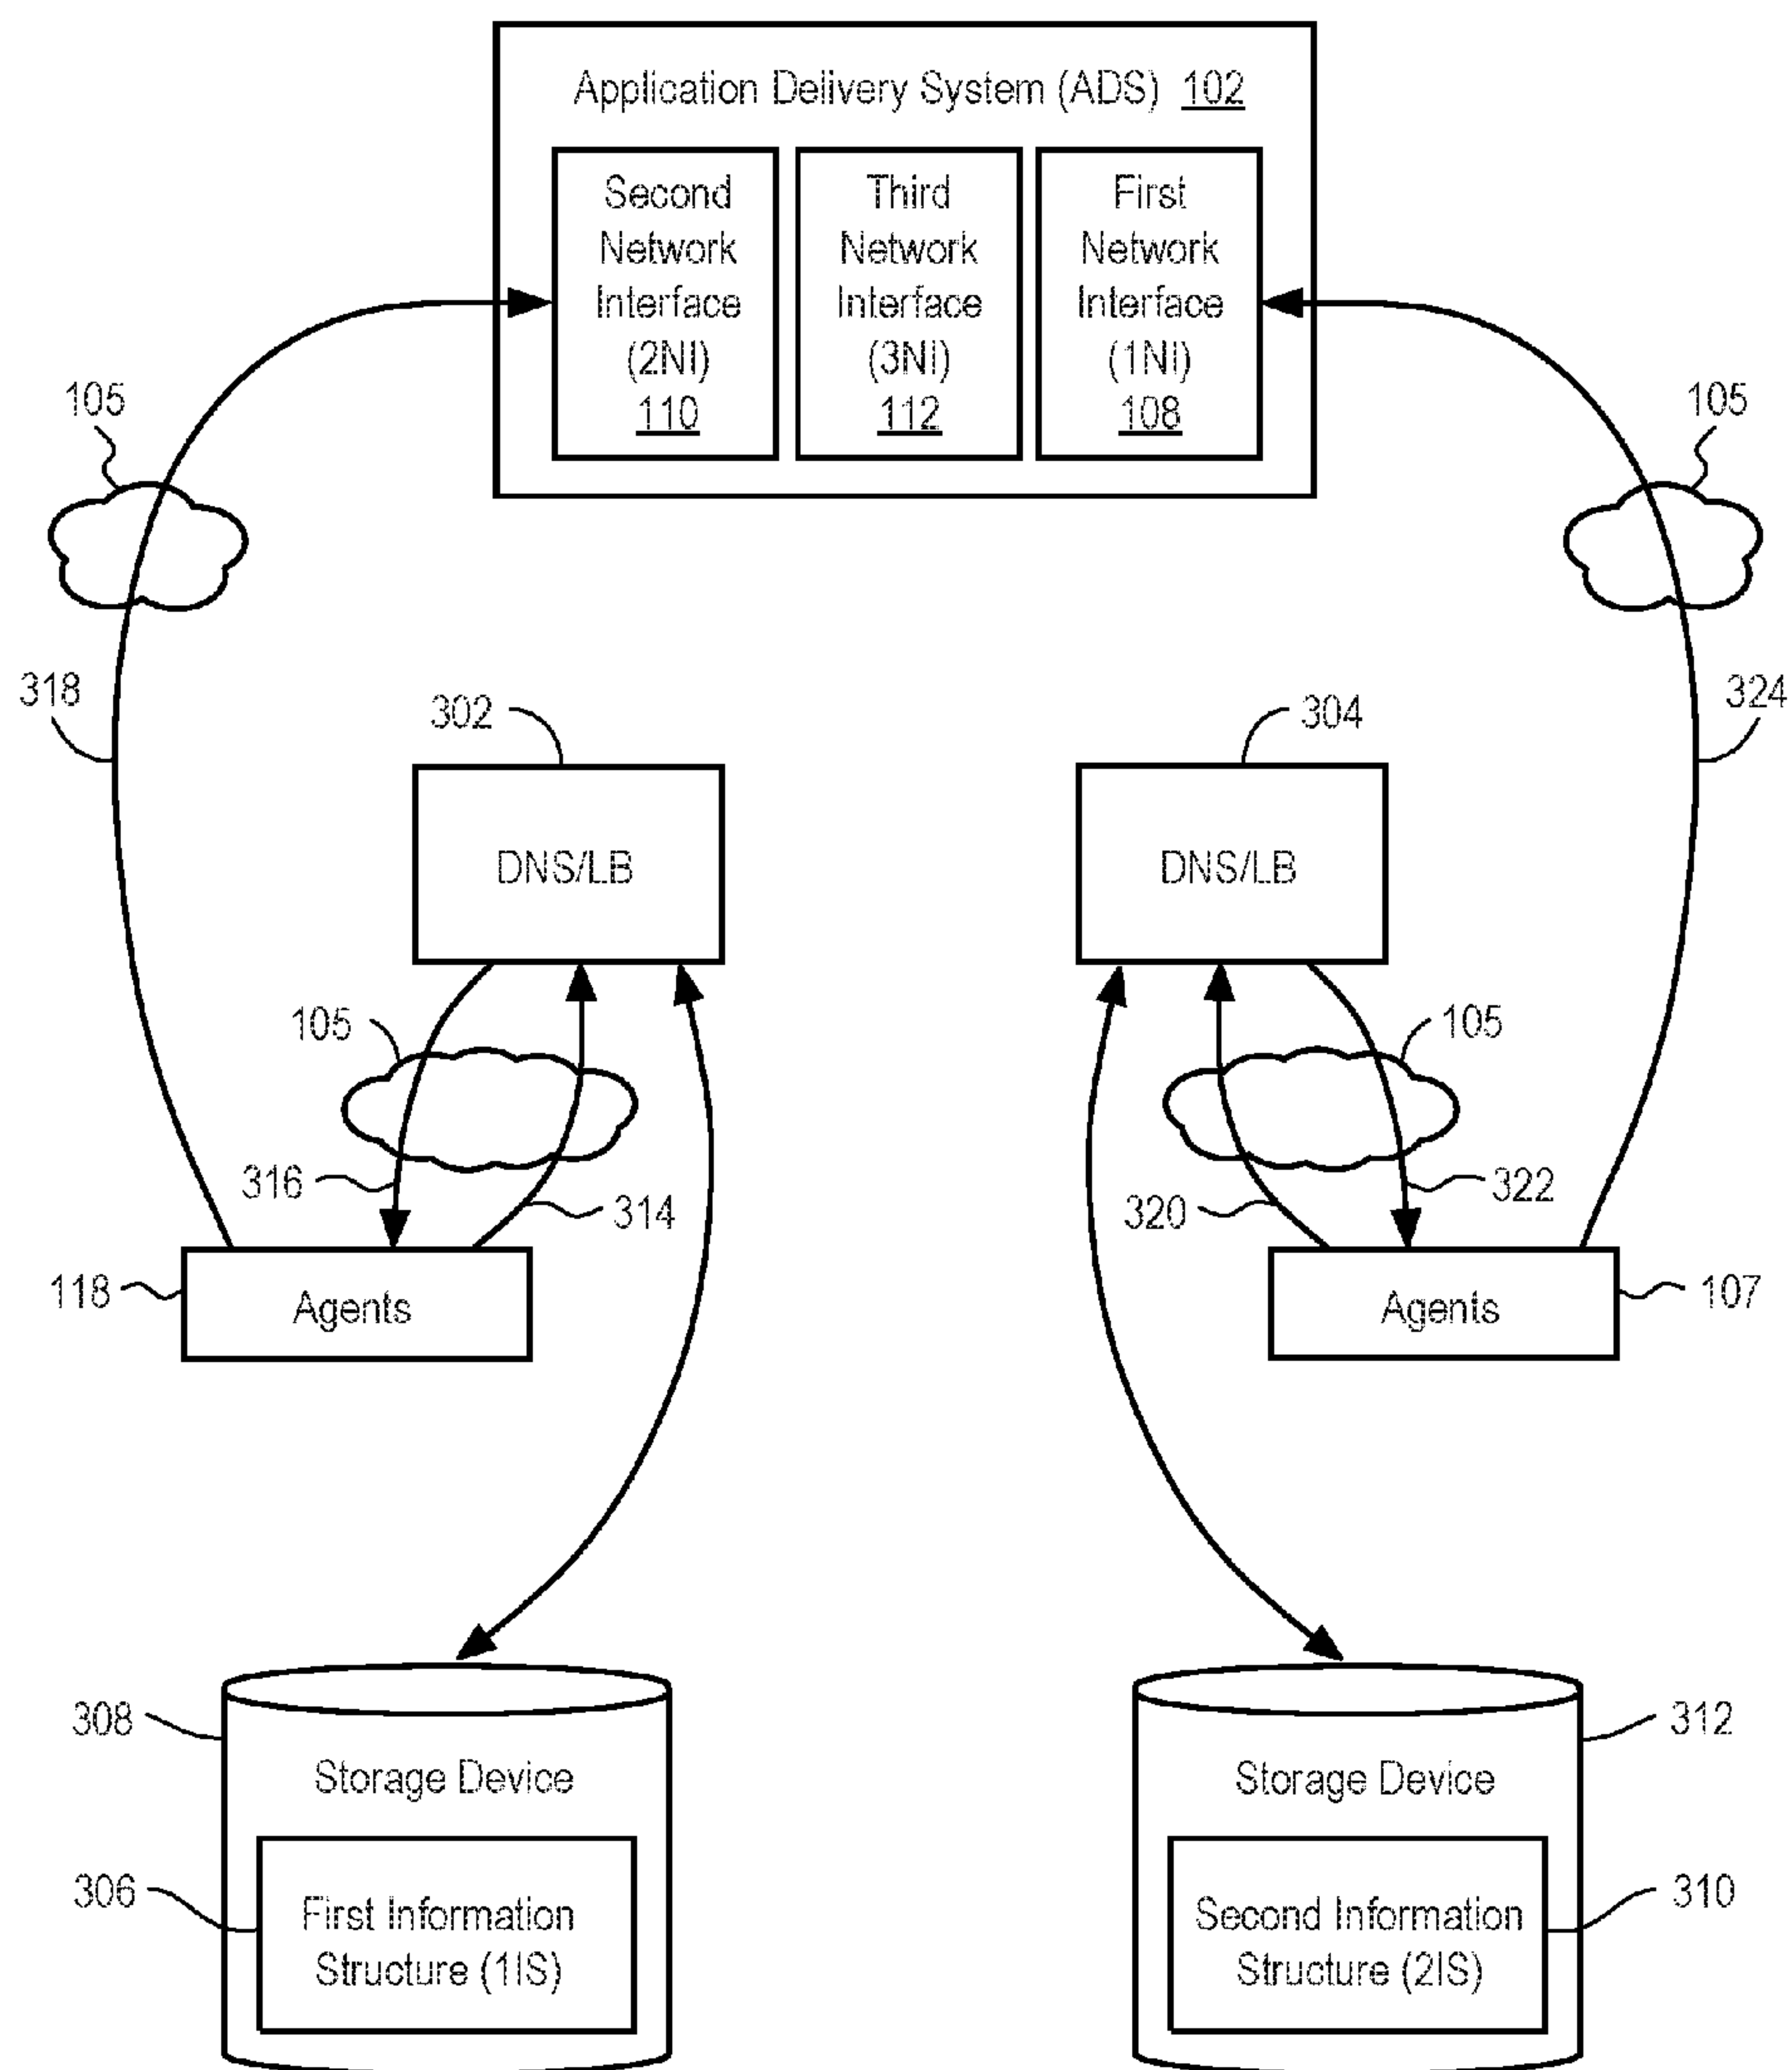 Application Delivery System (ADS) 102
Second
Network
Interface
(2NI)
110
Third
Network
Interface
(3NI)
112
First
Network
Interface
(1NI)
108
105
105
318
324
302
304
DNS/LB
DNS/LB
105
105
316
314
320
322
118
Agents
Agents
107
308
Storage Device
306
First Information
Structure (1IS)
312
Storage Device
310
Second Information
Structure (2IS)